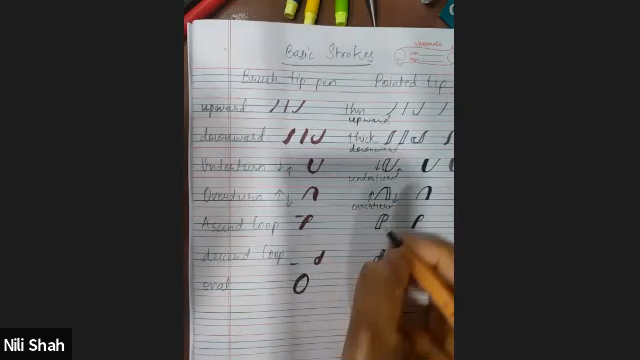 Basic Strokes
Brush tip pen Pointed tip
upward thin upward
downward thick downward
Underturn ↓↑ underturn
Overturn ↑↓ overturn
Ascend loop
descend loop
oval
Nili Shah